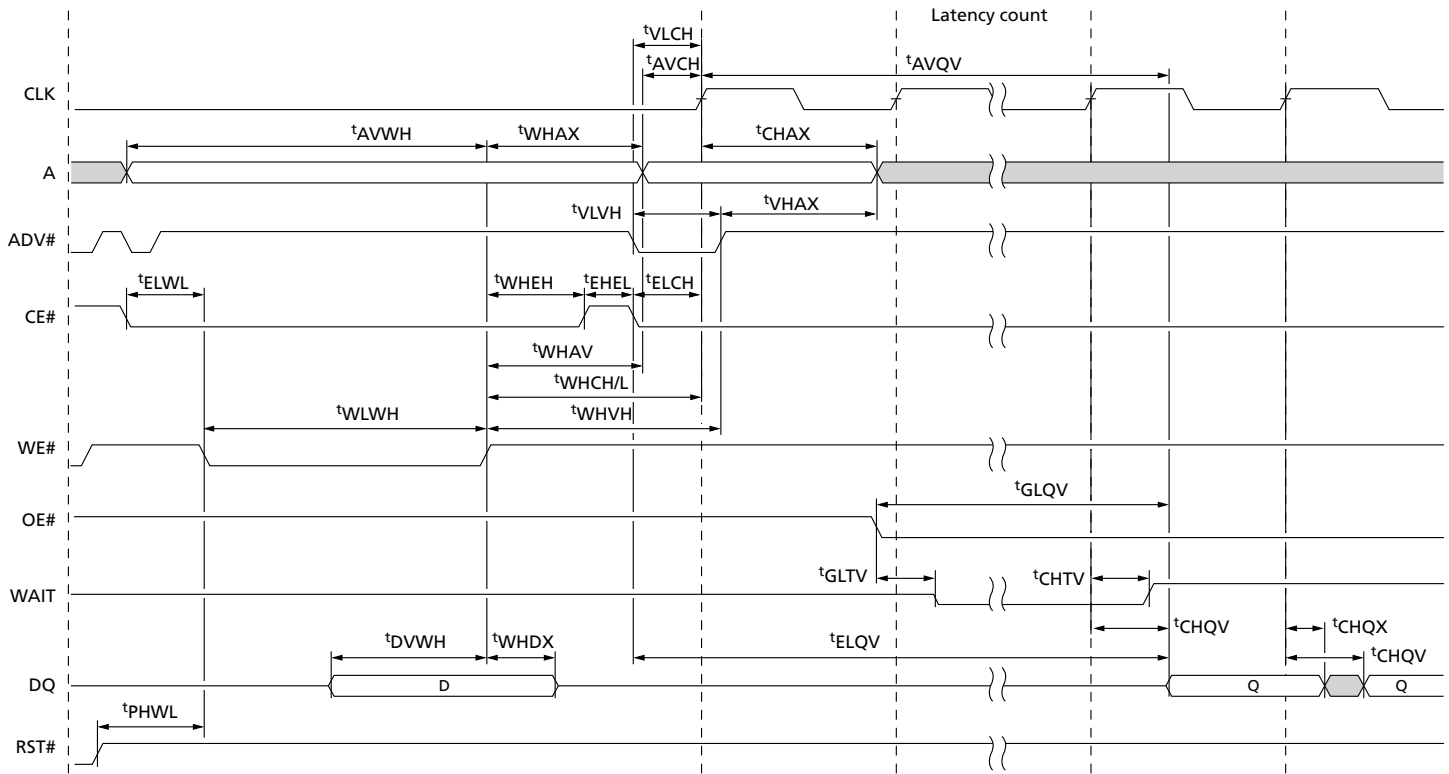 Latency count
tVLCH
tAVCH
tAVQV
CLK
tAVWH
tWHAX
tCHAX
A
tVLVH
tVHAX
ADV#
tELWL
tWHEH
tEHEL
tELCH
CE#
tWHAV
tWHCH/L
tWLWH
tWHVH
WE#
tGLQV
OE#
tGLTV
tCHTV
WAIT
tCHQV
tCHQX
tDVWH
tWHDX
tELQV
tCHQV
DQ
D
Q
Q
tPHWL
RST#